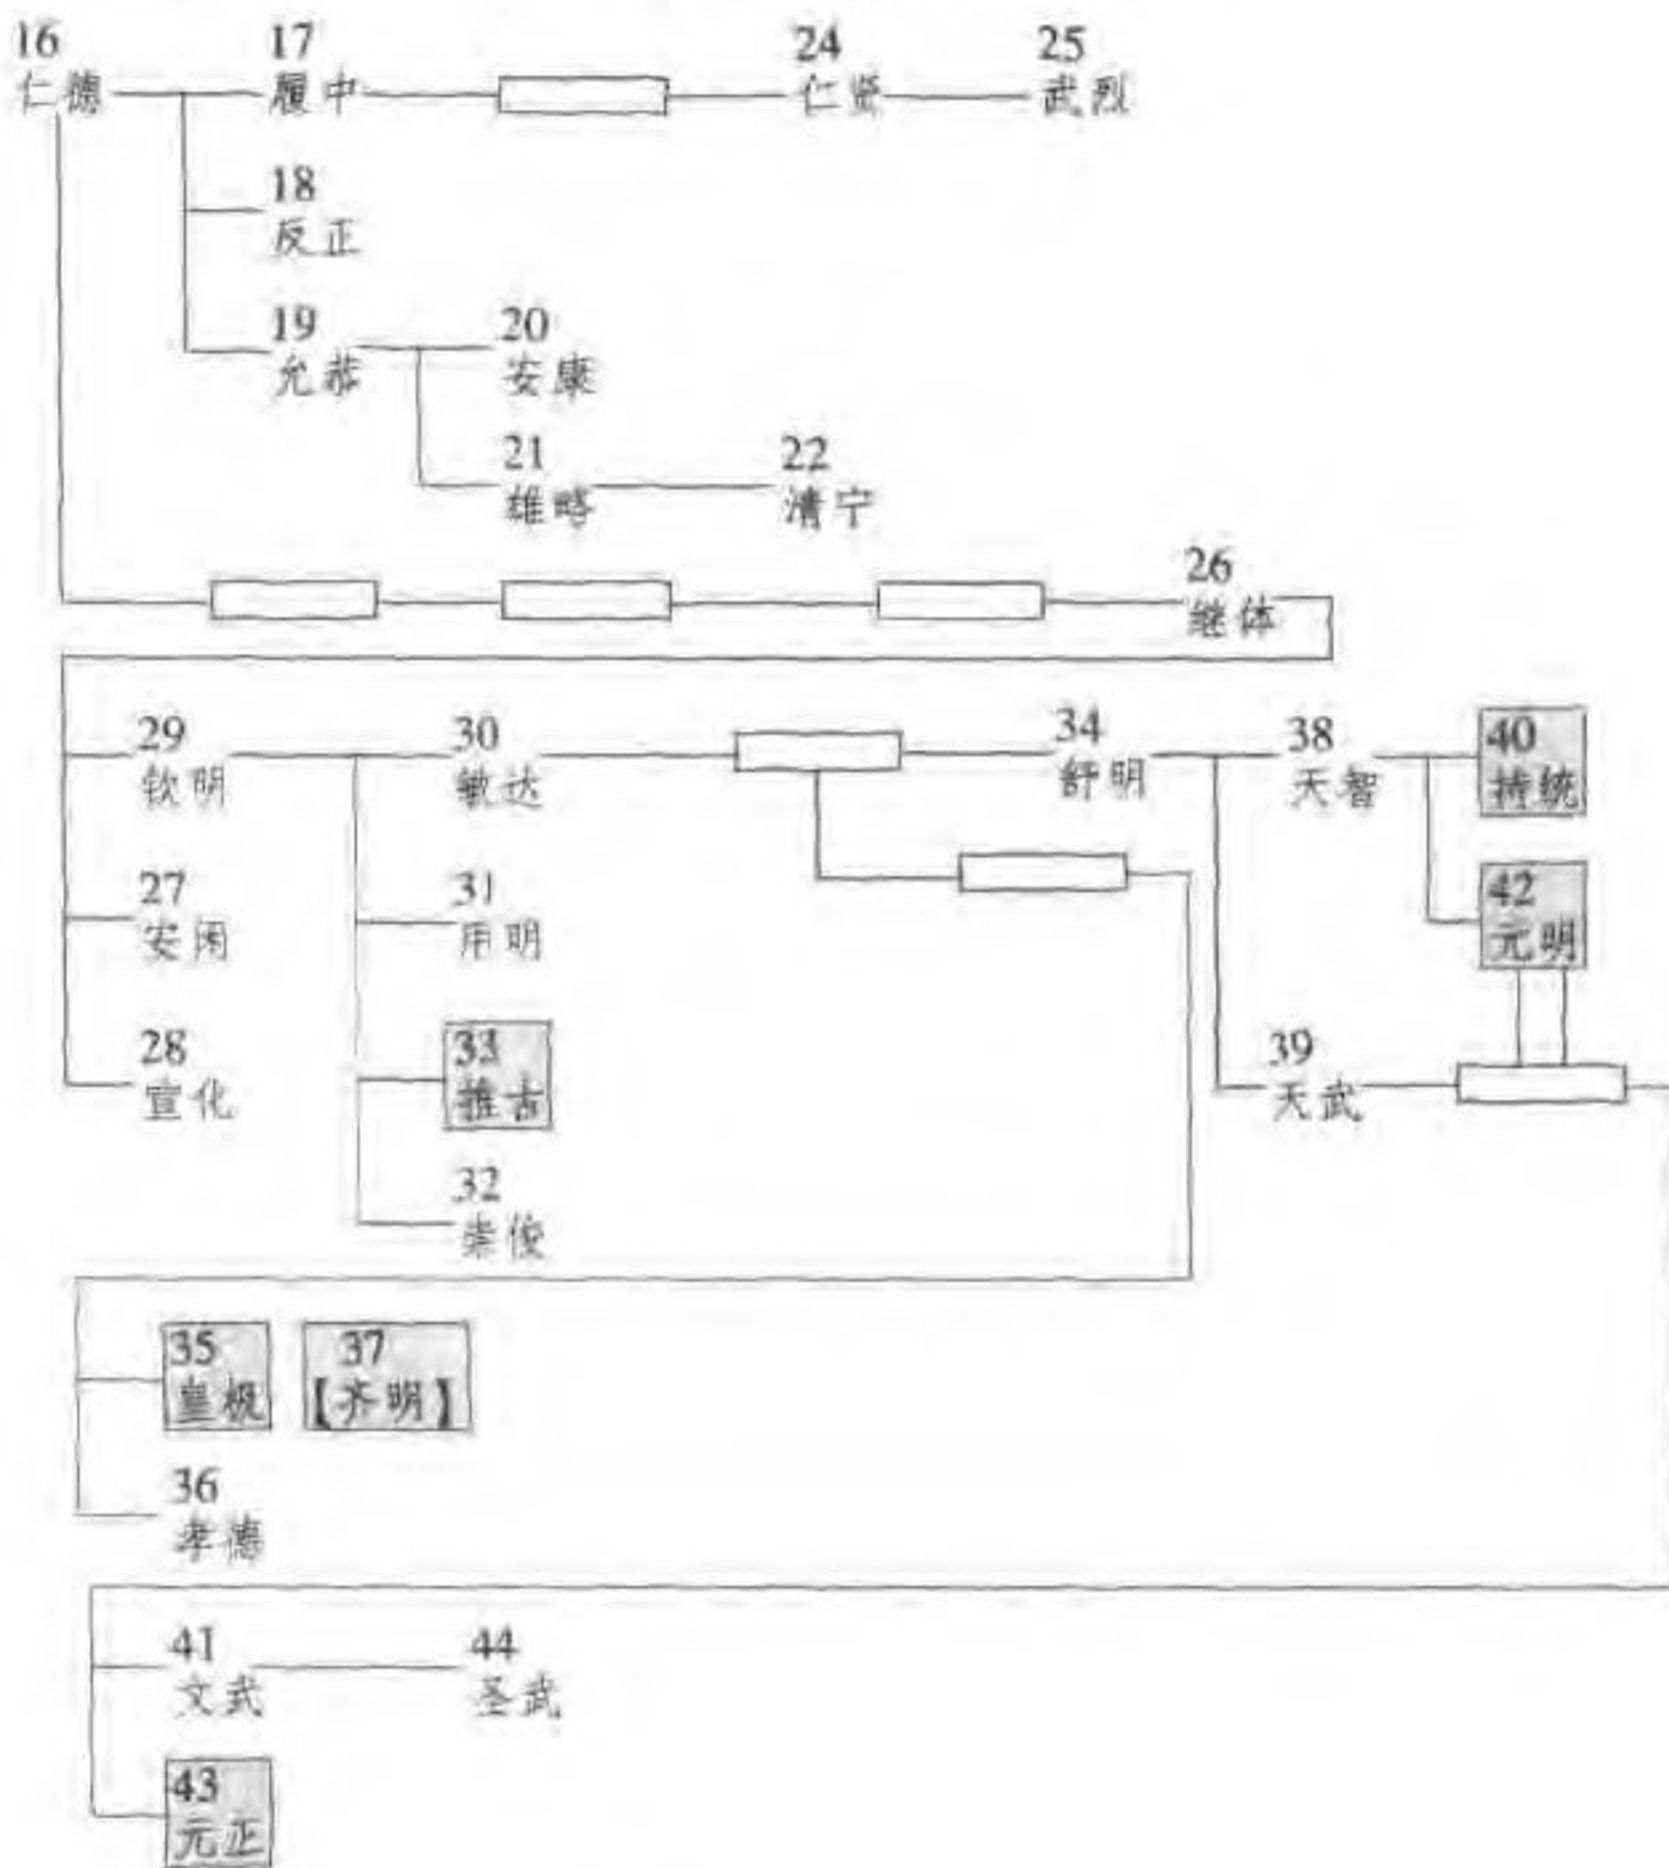 16
仁德
17
履中
24
仁贤
25
武烈
18
反正
19
允恭
20
安康
21
雄略
22
清宁
26
继体
29
钦明
30
敏达
34
舒明
38
天智
40
持统
27
安闲
31
用明
42
元明
28
宣化
33
推古
39
天武
32
崇俊
35
皇极
37
【齐明】
36
孝德
41
文武
44
圣武
43
元正